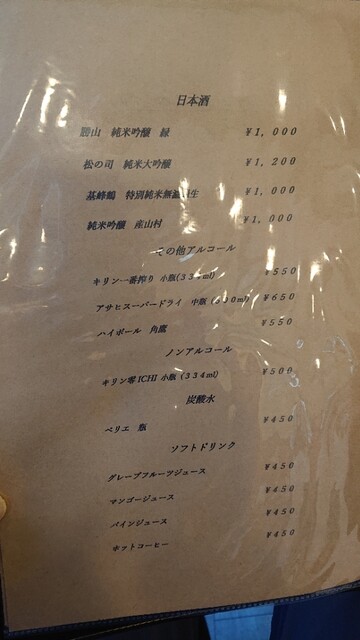 日本酒
勝山 純米吟醸 縁 ¥1,000
松の司 純米大吟醸 ¥1,200
基峰鶴 特別純米無濾過生 ¥1,000
純米吟醸 産山村 ¥1,000
その他アルコール
キリン一番搾り 小瓶(334ml) ¥550
アサヒスーパードライ 中瓶(500ml) ¥650
ハイボール 角鷹 ¥550
ノンアルコール
キリン零ICHI 小瓶(334ml) ¥500
炭酸水
ペリエ 瓶 ¥450
ソフトドリンク
グレープフルーツジュース ¥450
マンゴージュース ¥450
パインジュース ¥450
ホットコーヒー ¥450